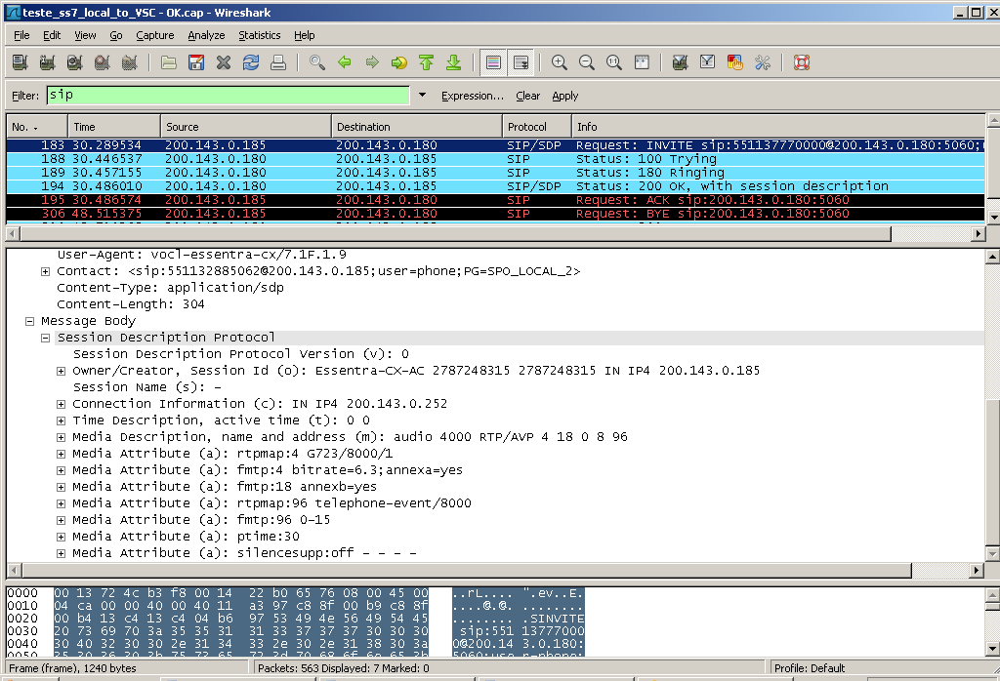 teste_ss7_local_to_VSC - OK.cap - Wireshark
File Edit View Go Capture Analyze Statistics Help
Filter: sip Expression... Clear Apply
No. . Time Source Destination Protocol Info
183 30.289534 200.143.0.185 200.143.0.180 SIP/SDP Request: INVITE sip:551137770000@200.143.0.180:5060;
188 30.446537 200.143.0.180 200.143.0.185 SIP Status: 100 Trying
189 30.457155 200.143.0.180 200.143.0.185 SIP Status: 180 Ringing
194 30.486010 200.143.0.180 200.143.0.185 SIP/SDP Status: 200 OK, with session description
195 30.486574 200.143.0.185 200.143.0.180 SIP Request: ACK sip:200.143.0.180:5060
306 48.515375 200.143.0.185 200.143.0.180 SIP Request: BYE sip:200.143.0.180:5060
User-Agent: vocl-essentra-cx/7.1F.1.9
Contact: <sip:551132885062@200.143.0.185;user=phone;PG=SPO_LOCAL_2>
Content-Type: application/sdp
Content-Length: 304
Message Body
Session Description Protocol
Session Description Protocol Version (v): 0
Owner/Creator, Session Id (o): Essentra-CX-AC 2787248315 2787248315 IN IP4 200.143.0.185
Session Name (s): -
Connection Information (c): IN IP4 200.143.0.252
Time Description, active time (t): 0 0
Media Description, name and address (m): audio 4000 RTP/AVP 4 18 0 8 96
Media Attribute (a): rtpmap:4 G723/8000/1
Media Attribute (a): fmtp:4 bitrate=6.3;annexa=yes
Media Attribute (a): fmtp:18 annexb=yes
Media Attribute (a): rtpmap:96 telephone-event/8000
Media Attribute (a): fmtp:96 0-15
Media Attribute (a): ptime:30
Media Attribute (a): silencesupp:off - - - -
0000 00 13 72 4c b3 f8 00 14 22 b0 65 76 08 00 45 00 ..rL.... ".ev..E.
0010 04 ca 00 00 40 00 40 11 a3 97 c8 8f 00 b9 c8 8f ....@.@. ........
0020 00 b4 13 c4 13 c4 04 b6 97 53 49 4e 56 49 54 45 ........ .SINVITE
0030 20 73 69 70 3a 35 35 31 31 33 37 37 37 30 30 30 sip:551 13777000
0040 30 40 32 30 30 2e 31 34 33 2e 30 2e 31 38 30 3a 0@200.14 3.0.180:
Frame (frame), 1240 bytes Packets: 563 Displayed: 7 Marked: 0 Profile: Default